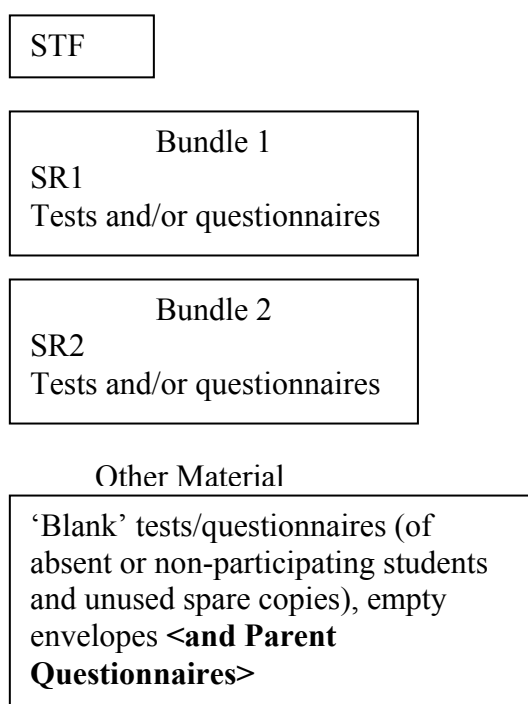 STF
Bundle 1
SR1
Tests and/or questionnaires
Bundle 2
SR2
Tests and/or questionnaires
Other Material
‘Blank’ tests/questionnaires (of
absent or non-participating students
and unused spare copies), empty
envelopes <and Parent
Questionnaires>